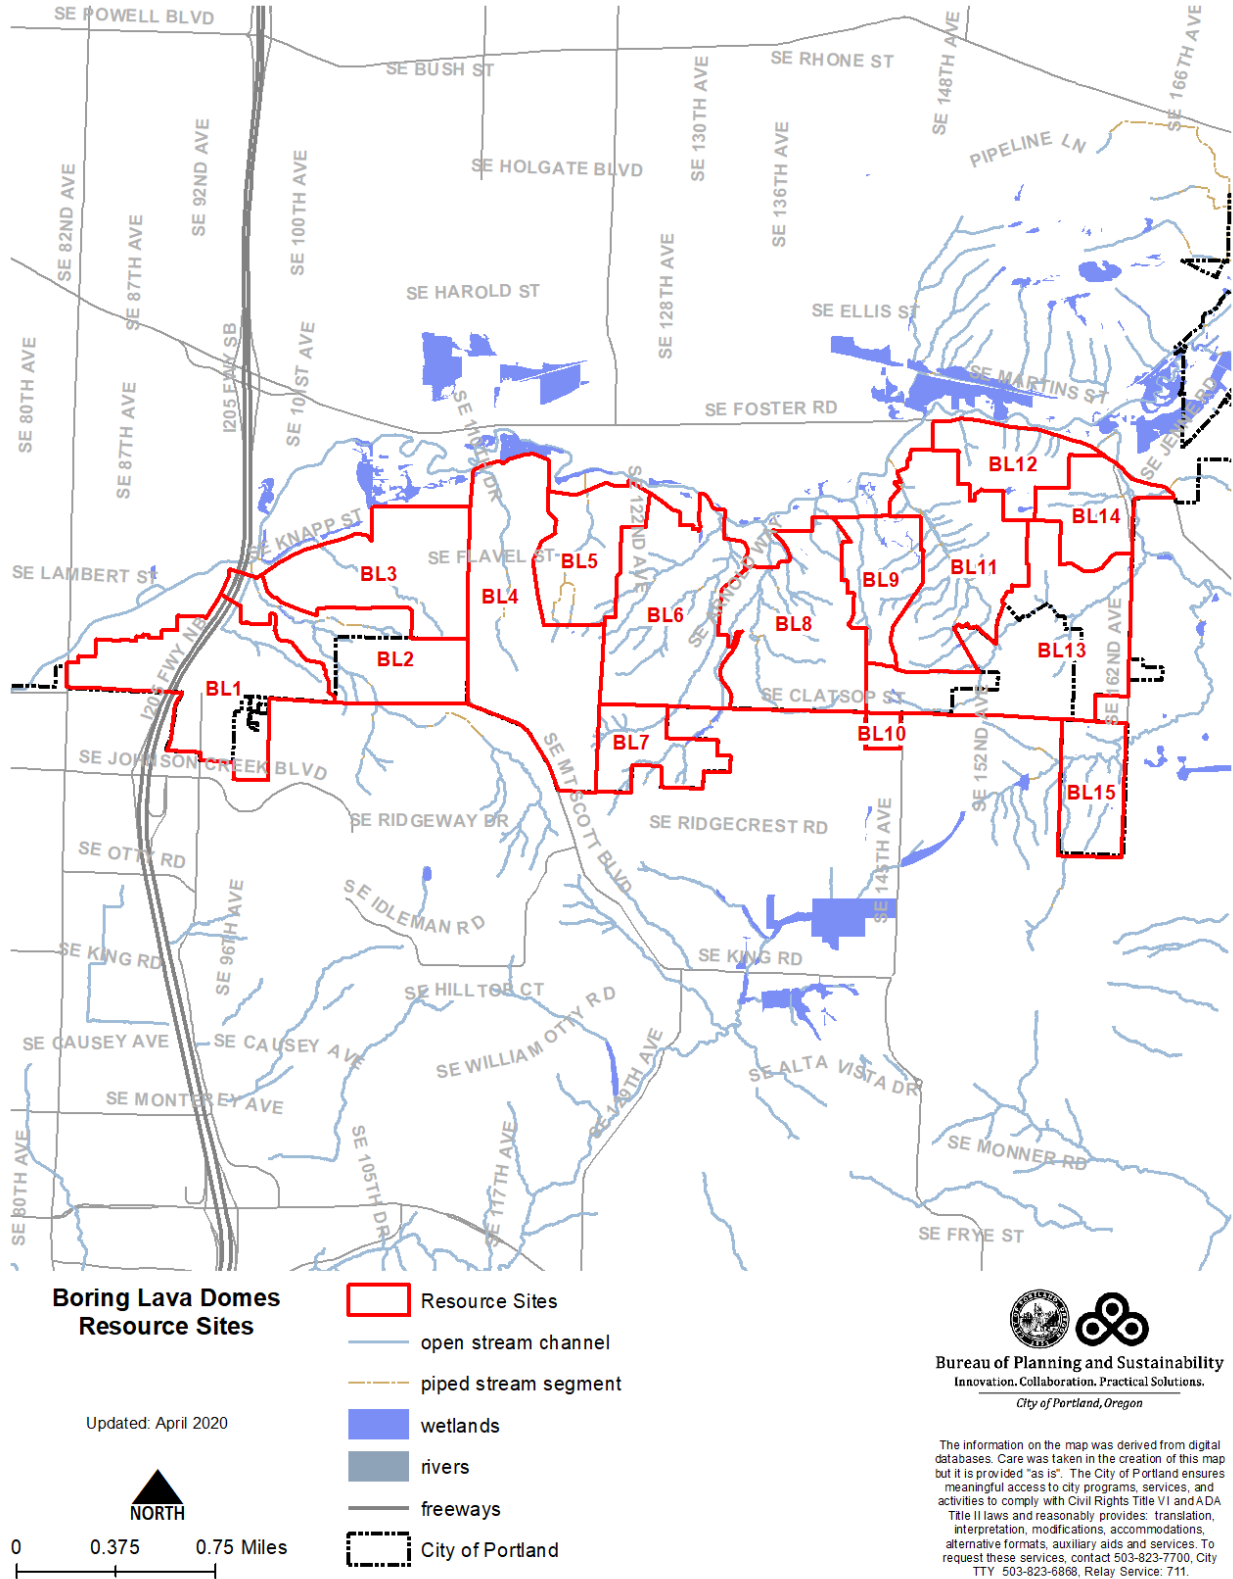 SE POWELL BLVD
SE BUSH ST
SE RHONE ST
SE 148TH AVE
SE 166TH AVE
SE 130TH AVE
PIPELINE LN
SE HOLGATE BLVD
SE 92ND AVE
SE 82ND AVE
SE 100TH AVE
SE 136TH AVE
SE 87TH AVE
SE 128TH AVE
SE HAROLD ST
SE ELLIS ST
SE 80TH AVE
I205 FWY SB
SE 101ST AVE
SE MARTINS ST
SE 87TH AVE
SE 110TH DR
SE FOSTER RD
SE JENNE RD
SE KNAPP ST
SE FLAVEL ST
SE 122ND AVE
SE ARNOLD WAY
SE LAMBERT ST
BL12
BL14
BL3
BL4
BL5
BL6
BL9
BL11
BL8
BL2
BL13
SE 162ND AVE
BL1
I205 FWY NB
SE CLATSOP ST
BL7
BL10
SE 152ND AVE
SE JOHNSON CREEK BLVD
SE MT SCOTT BLVD
BL15
SE RIDGEWAY DR
SE RIDGECREST RD
SE 145TH AVE
SE OTTY RD
SE IDLEMAN RD
SE 96TH AVE
SE KING RD
SE KING RD
SE HILLTOP CT
SE WILLIAM OTTY RD
SE CAUSEY AVE
SE CAUSEY AVE
SE 129TH AVE
SE ALTA VISTA DR
SE MONTEREY AVE
SE 80TH AVE
SE 105TH DR
SE 117TH AVE
SE MONNER RD
SE FRYE ST
Boring Lava Domes
Resource Sites
Updated: April 2020
NORTH
0 0.375 0.75 Miles
Resource Sites
open stream channel
piped stream segment
wetlands
rivers
freeways
City of Portland
Bureau of Planning and Sustainability
Innovation. Collaboration. Practical Solutions.
City of Portland, Oregon
The information on the map was derived from digital
databases. Care was taken in the creation of this map
but it is provided "as is". The City of Portland ensures
meaningful access to city programs, services, and
activities to comply with Civil Rights Title VI and ADA
Title II laws and reasonably provides: translation,
interpretation, modifications, accommodations,
alternative formats, auxiliary aids and services. To
request these services, contact 503-823-7700, City
TTY 503-823-6868, Relay Service: 711.